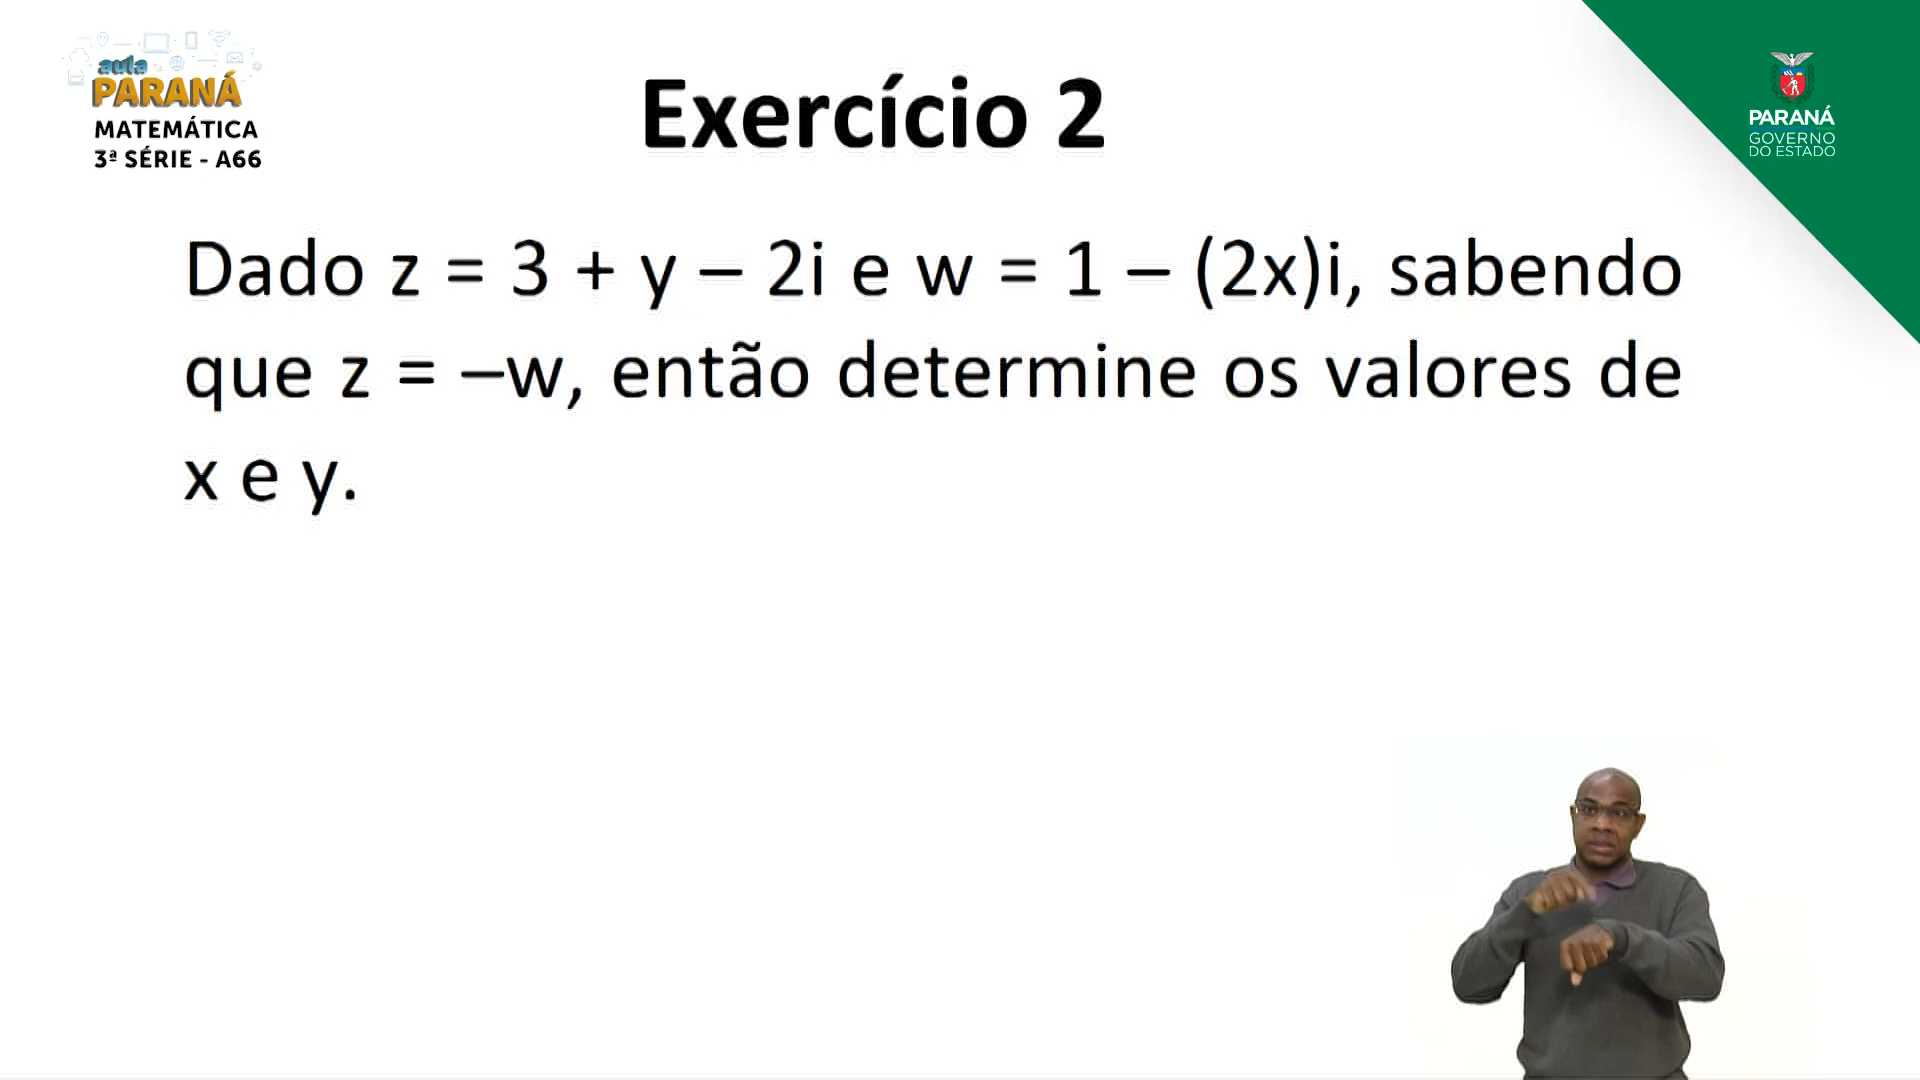 aula
PARANÁ
MATEMÁTICA
3ª SÉRIE - A66
Exercício 2
PARANÁ
GOVERNO
DO ESTADO
Dado z = 3 + y – 2i e w = 1 – (2x)i, sabendo
que z = –w, então determine os valores de
x e y.